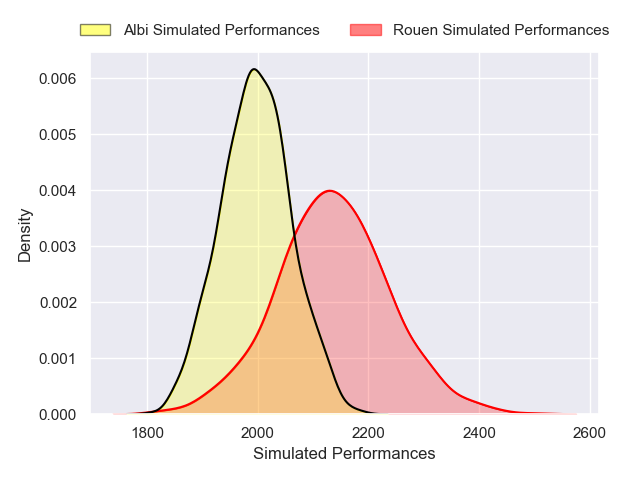 Albi Simulated Performances Rouen Simulated Performances
0.006
0.005
0.004
0.003
0.002
0.001
0.000
Density
1800 2000 2200 2400 2600
Simulated Performances